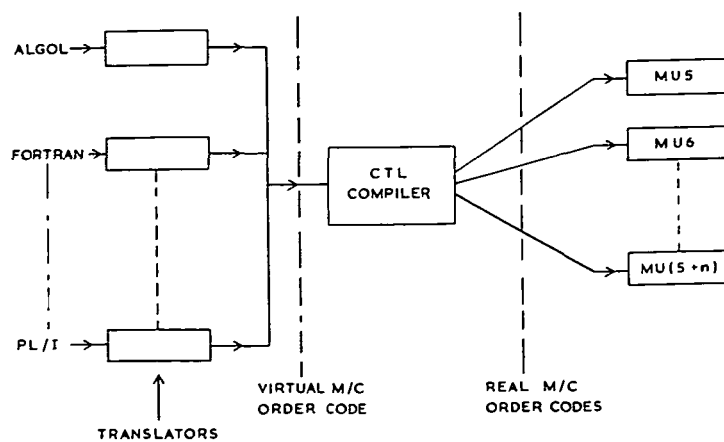 ALGOL
FORTRAN
PL/I
TRANSLATORS
VIRTUAL M/C
ORDER CODE
CTL
COMPILER
REAL M/C
ORDER CODES
MU5
MU6
MU(5+n)